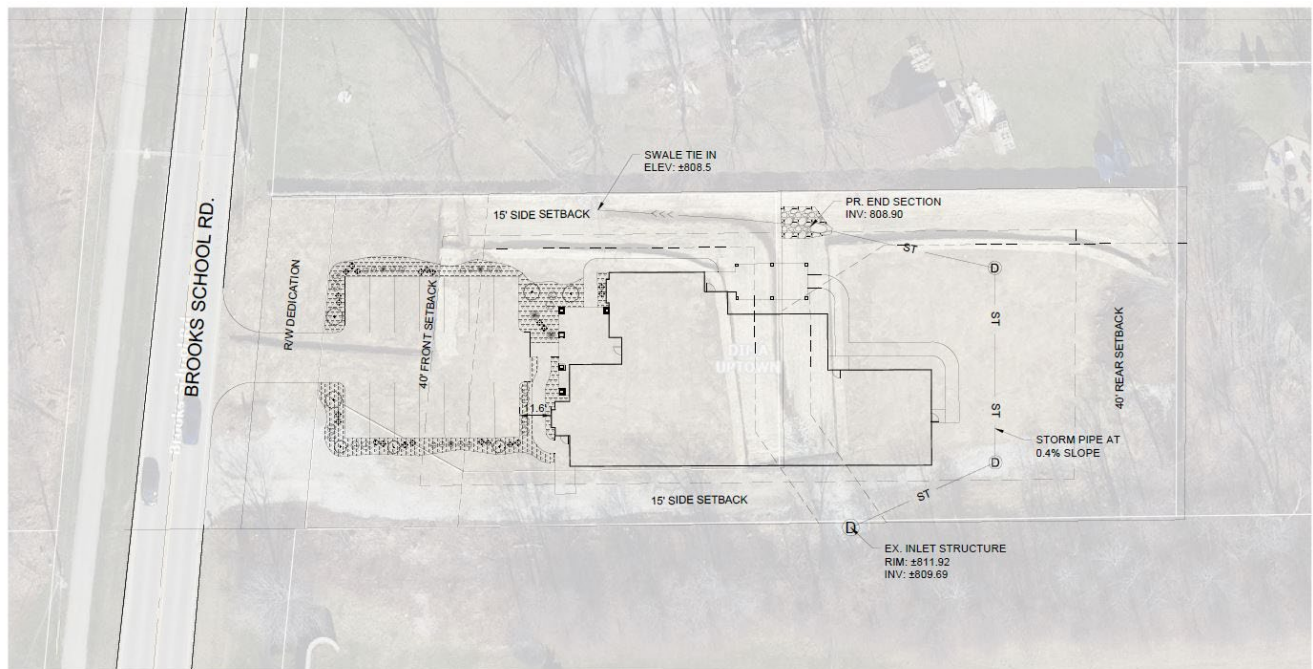 SWALE TIE IN
ELEV: ±808.5
15' SIDE SETBACK
<<<
PR. END SECTION
INV: 808.90
ST
D
BROOKS SCHOOL RD.
R/W DEDICATION
40' FRONT SETBACK
ST
UPTOWN
40' REAR SETBACK
11.6'
ST
STORM PIPE AT
0.4% SLOPE
D
15' SIDE SETBACK
ST
D
EX. INLET STRUCTURE
RIM: ±811.92
INV: ±809.69